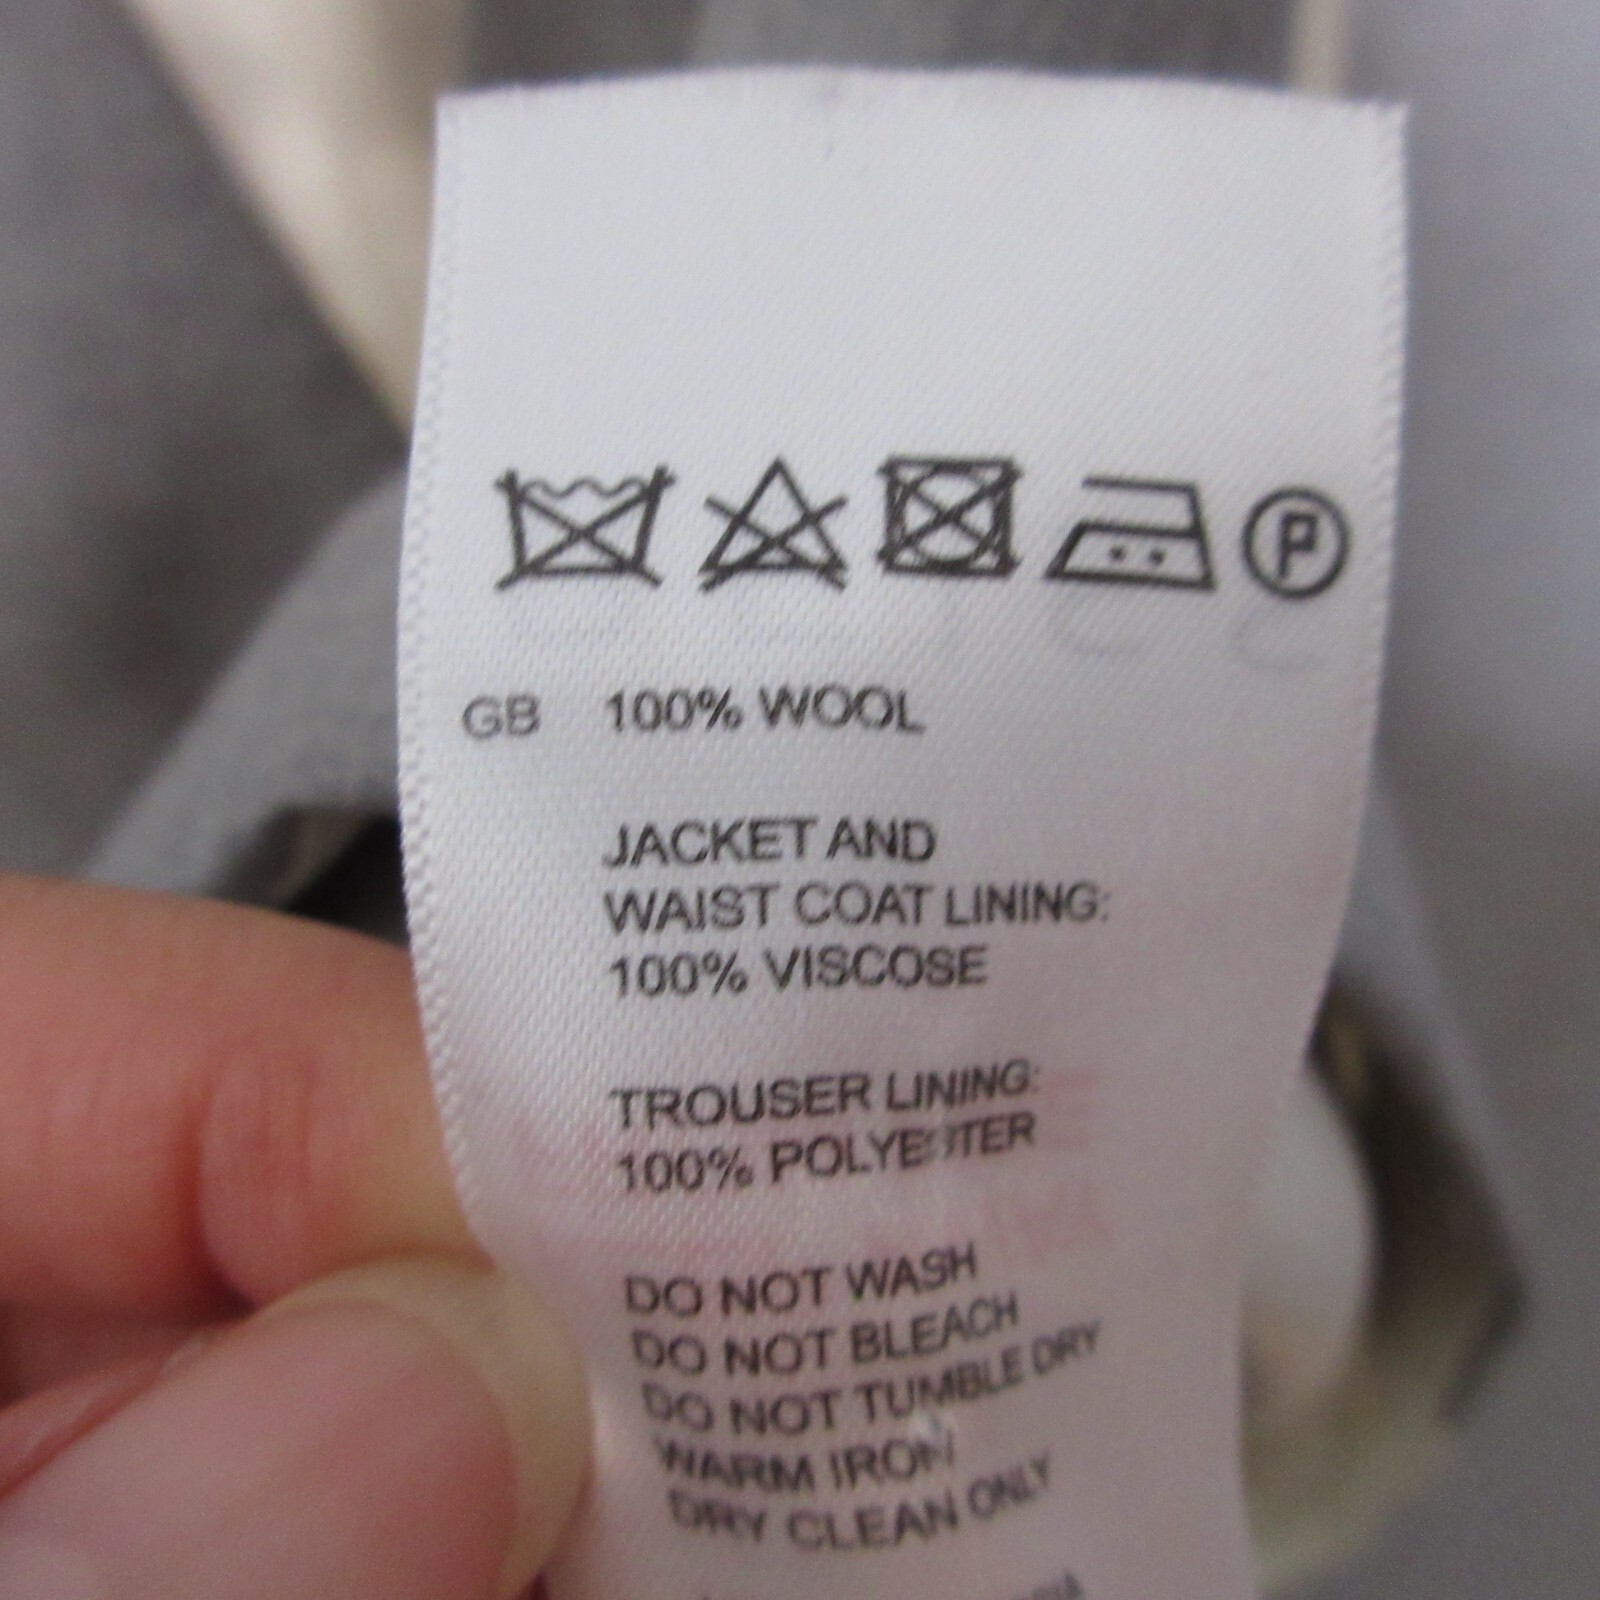 P
GB 100% WOOL
JACKET AND
WAIST COAT LINING:
100% VISCOSE
TROUSER LINING:
100% POLYESTER
DO NOT WASH
DO NOT BLEACH
DO NOT TUMBLE DRY
WARM IRON
DRY CLEAN ONLY